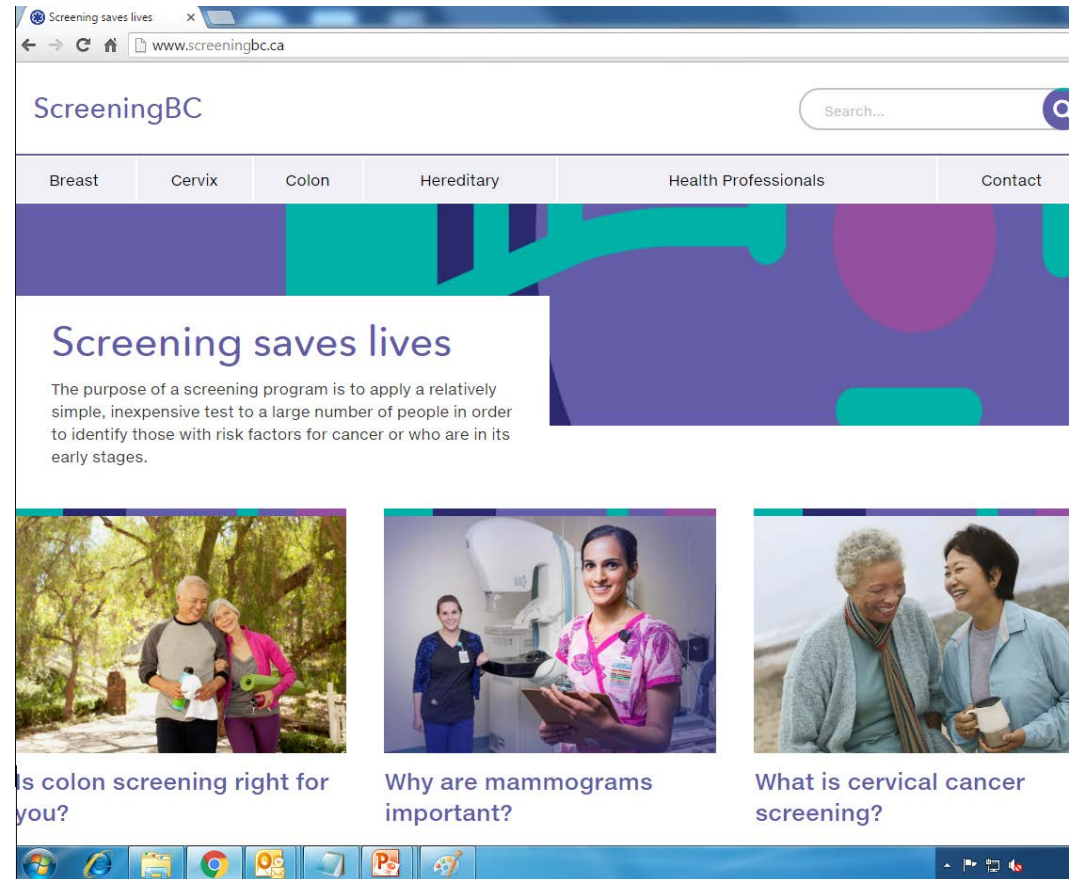 Screening saves lives
www.screeningbc.ca
ScreeningBC
Search...
Breast Cervix Colon Hereditary Health Professionals Contact
Screening saves lives
The purpose of a screening program is to apply a relatively
simple, inexpensive test to a large number of people in order
to identify those with risk factors for cancer or who are in its
early stages.
Is colon screening right for
you?
Why are mammograms
important?
What is cervical cancer
screening?